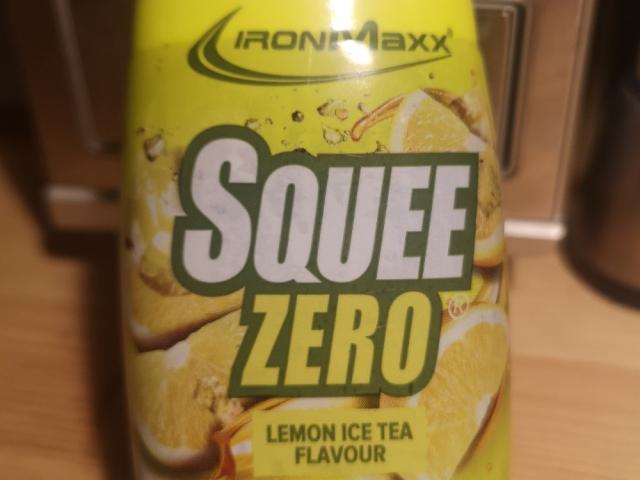 IRONMaxx®
SQUEE
ZERO®
LEMON ICE TEA
FLAVOUR